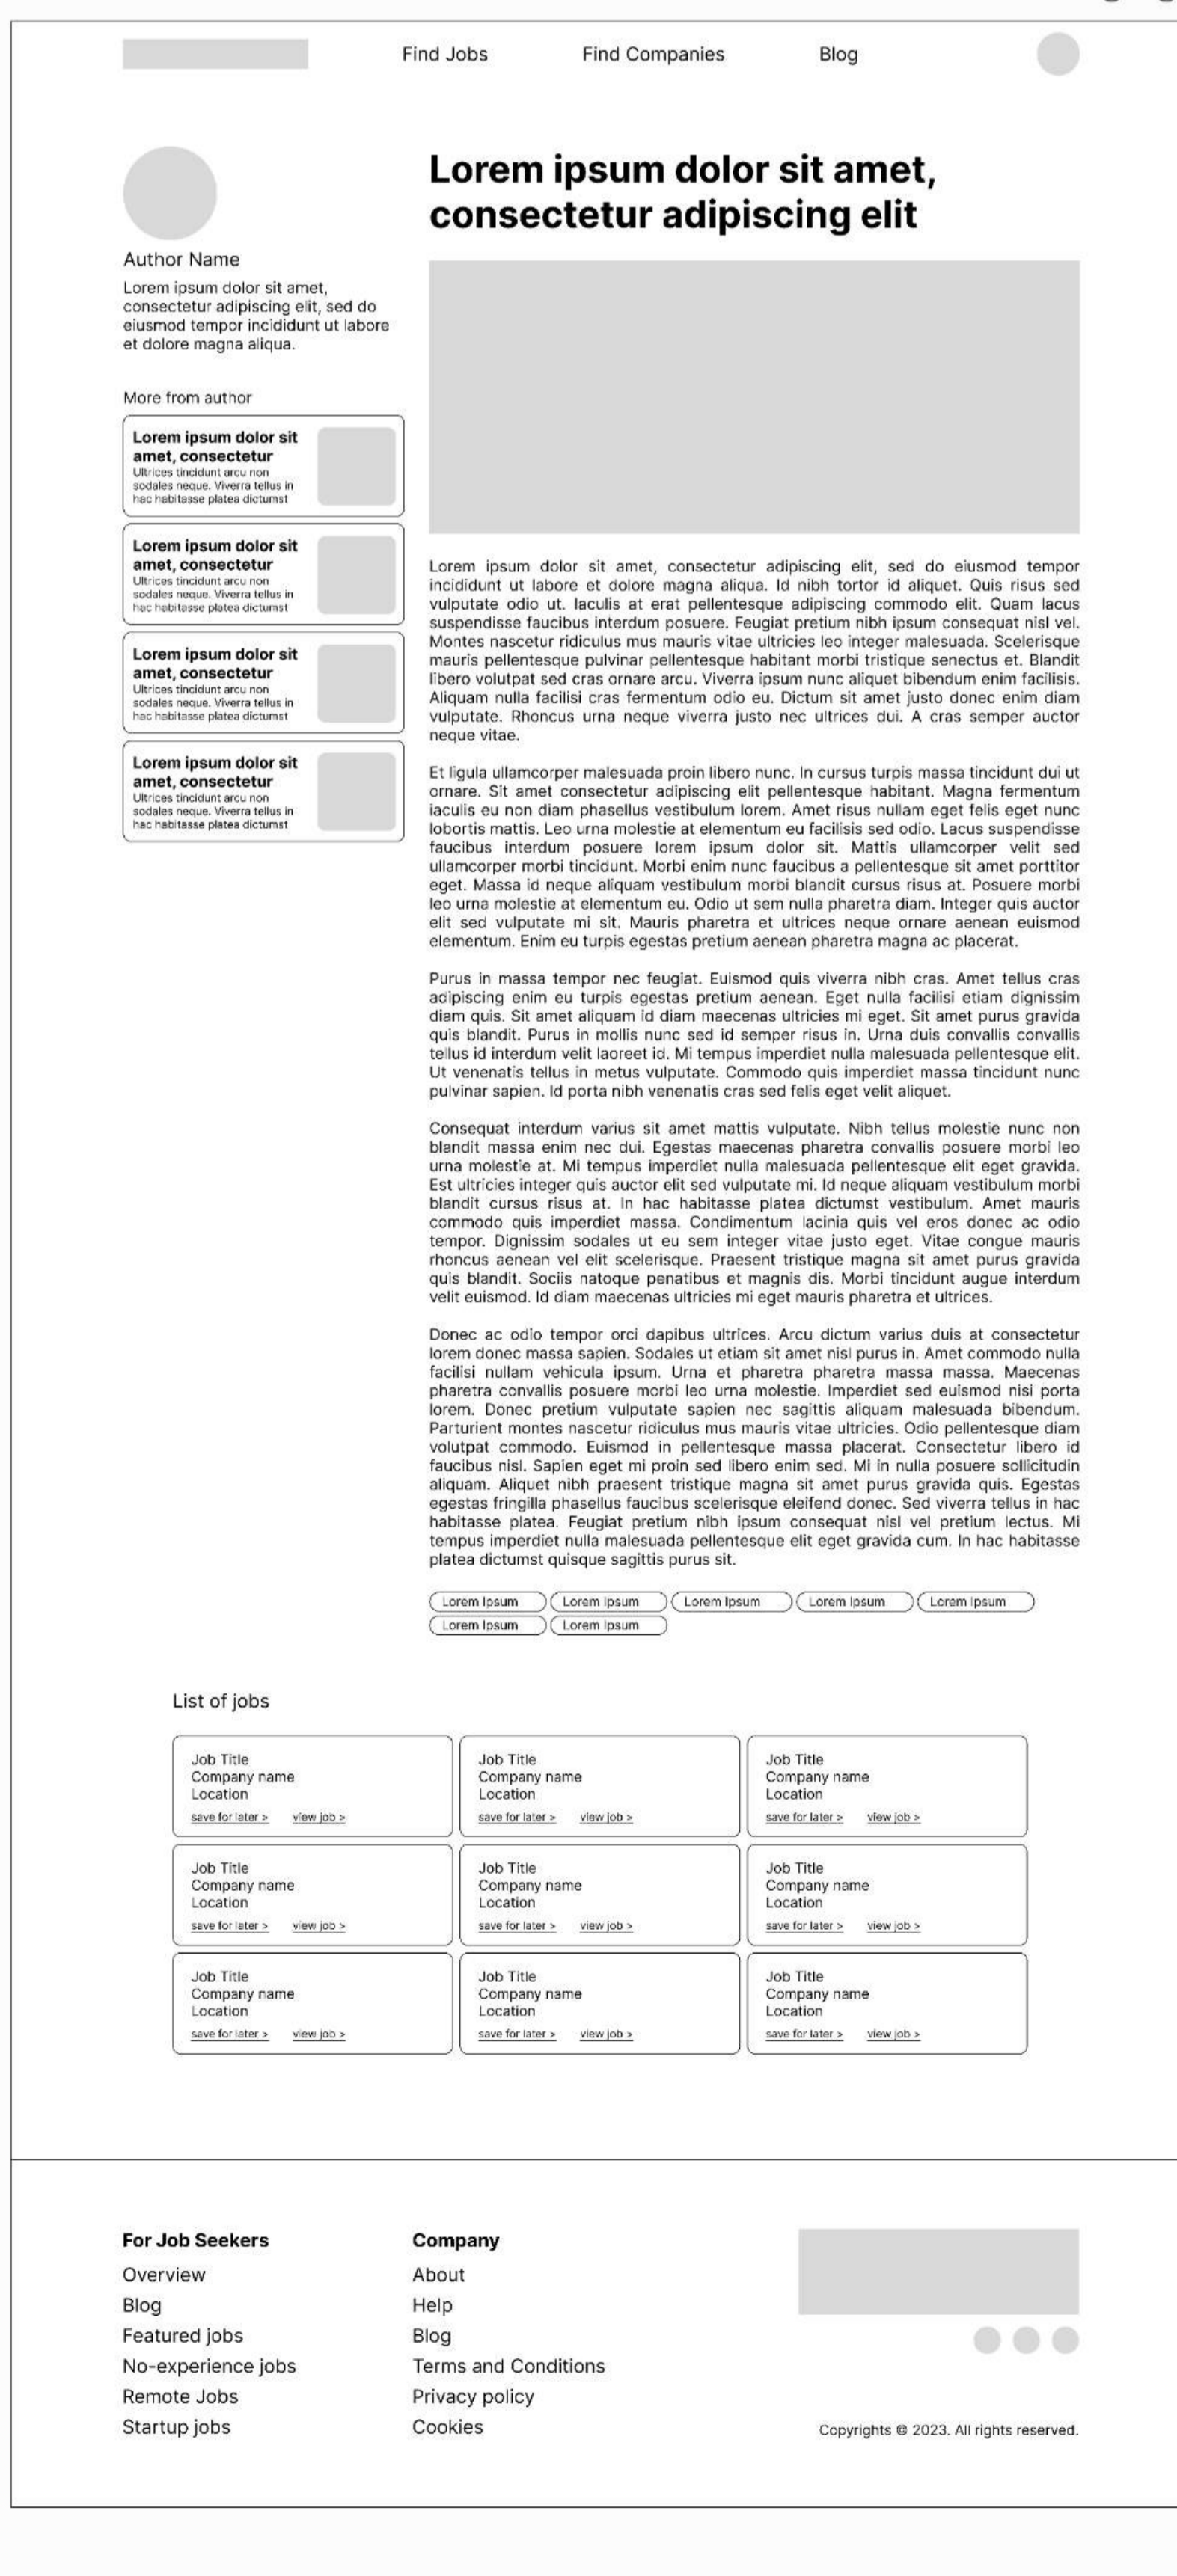 Find Jobs
Find Companies
Blog
Author Name
Lorem ipsum dolor sit amet,
consectetur adipiscing elit, sed do
eiusmod tempor incididunt ut labore
et dolore magna aliqua.
More from author
Lorem ipsum dolor sit
amet, consectetur
Ultrices tincidunt arcu non
sodales neque. Viverra tellus in
hac habitasse platea dictumst
Lorem ipsum dolor sit
amet, consectetur
Ultrices tincidunt arcu non
sodales neque. Viverra tellus in
hac habitasse platea dictumst
Lorem ipsum dolor sit
amet, consectetur
Ultrices tincidunt arcu non
sodales neque. Viverra tellus in
hac habitasse platea dictumst
Lorem ipsum dolor sit
amet, consectetur
Ultrices tincidunt arcu non
sodales neque. Viverra tellus in
hac habitasse platea dictumst
Lorem ipsum dolor sit amet,
consectetur adipiscing elit
Lorem ipsum dolor sit amet, consectetur adipiscing elit, sed do eiusmod tempor
incididunt ut labore et dolore magna aliqua. Id nibh tortor id aliquet. Quis risus sed
vulputate odio ut. Iaculis at erat pellentesque adipiscing commodo elit. Quam lacus
suspendisse faucibus interdum posuere. Feugiat pretium nibh ipsum consequat nisl vel.
Montes nascetur ridiculus mus mauris vitae ultricies leo integer malesuada. Scelerisque
mauris pellentesque pulvinar pellentesque habitant morbi tristique senectus et. Blandit
libero volutpat sed cras ornare arcu. Viverra ipsum nunc aliquet bibendum enim facilisis.
Aliquam nulla facilisi cras fermentum odio eu. Dictum sit amet justo donec enim diam
vulputate. Rhoncus urna neque viverra justo nec ultrices dui. A cras semper auctor
neque vitae.
Et ligula ullamcorper malesuada proin libero nunc. In cursus turpis massa tincidunt dui ut
ornare. Sit amet consectetur adipiscing elit pellentesque habitant. Magna fermentum
iaculis eu non diam phasellus vestibulum lorem. Amet risus nullam eget felis eget nunc
lobortis mattis. Leo urna molestie at elementum eu facilisis sed odio. Lacus suspendisse
faucibus interdum posuere lorem ipsum dolor sit. Mattis ullamcorper velit sed
ullamcorper morbi tincidunt. Morbi enim nunc faucibus a pellentesque sit amet porttitor
eget. Massa id neque aliquam vestibulum morbi blandit cursus risus at. Posuere morbi
leo urna molestie at elementum eu. Odio ut sem nulla pharetra diam. Integer quis auctor
elit sed vulputate mi sit. Mauris pharetra et ultrices neque ornare aenean euismod
elementum. Enim eu turpis egestas pretium aenean pharetra magna ac placerat.
Purus in massa tempor nec feugiat. Euismod quis viverra nibh cras. Amet tellus cras
adipiscing enim eu turpis egestas pretium aenean. Eget nulla facilisi etiam dignissim
diam quis. Sit amet aliquam id diam maecenas ultricies mi eget. Sit amet purus gravida
quis blandit. Purus in mollis nunc sed id semper risus in. Urna duis convallis convallis
tellus id interdum velit laoreet id. Mi tempus imperdiet nulla malesuada pellentesque elit.
Ut venenatis tellus in metus vulputate. Commodo quis imperdiet massa tincidunt nunc
pulvinar sapien. Id porta nibh venenatis cras sed felis eget velit aliquet.
Consequat interdum varius sit amet mattis vulputate. Nibh tellus molestie nunc non
blandit massa enim nec dui. Egestas maecenas pharetra convallis posuere morbi leo
urna molestie at. Mi tempus imperdiet nulla malesuada pellentesque elit eget gravida.
Est ultricies integer quis auctor elit sed vulputate mi. Id neque aliquam vestibulum morbi
blandit cursus risus at. In hac habitasse platea dictumst vestibulum. Amet mauris
commodo quis imperdiet massa. Condimentum lacinia quis vel eros donec ac odio
tempor. Dignissim sodales ut eu sem integer vitae justo eget. Vitae congue mauris
rhoncus aenean vel elit scelerisque. Praesent tristique magna sit amet purus gravida
quis blandit. Sociis natoque penatibus et magnis dis. Morbi tincidunt augue interdum
velit euismod. Id diam maecenas ultricies mi eget mauris pharetra et ultrices.
Donec ac odio tempor orci dapibus ultrices. Arcu dictum varius duis at consectetur
lorem donec massa sapien. Sodales ut etiam sit amet nisl purus in. Amet commodo nulla
facilisi nullam vehicula ipsum. Urna et pharetra pharetra massa massa. Maecenas
pharetra convallis posuere morbi leo urna molestie. Imperdiet sed euismod nisi porta
lorem. Donec pretium vulputate sapien nec sagittis aliquam malesuada bibendum.
Parturient montes nascetur ridiculus mus mauris vitae ultricies. Odio pellentesque diam
volutpat commodo. Euismod in pellentesque massa placerat. Consectetur libero id
faucibus nisl. Sapien eget mi proin sed libero enim sed. Mi in nulla posuere sollicitudin
aliquam. Aliquet nibh praesent tristique magna sit amet purus gravida quis. Egestas
egestas fringilla phasellus faucibus scelerisque eleifend donec. Sed viverra tellus in hac
habitasse platea. Feugiat pretium nibh ipsum consequat nisl vel pretium lectus. Mi
tempus imperdiet nulla malesuada pellentesque elit eget gravida cum. In hac habitasse
platea dictumst quisque sagittis purus sit.
Lorem Ipsum
Lorem Ipsum
Lorem Ipsum
Lorem Ipsum
Lorem Ipsum
Lorem Ipsum
Lorem Ipsum
List of jobs
Job Title
Company name
Location
save for later > view job >
Job Title
Company name
Location
save for later > view job >
Job Title
Company name
Location
save for later > view job >
Job Title
Company name
Location
save for later > view job >
Job Title
Company name
Location
save for later > view job >
Job Title
Company name
Location
save for later > view job >
Job Title
Company name
Location
save for later > view job >
Job Title
Company name
Location
save for later > view job >
Job Title
Company name
Location
save for later > view job >
For Job Seekers
Overview
Blog
Featured jobs
No-experience jobs
Remote Jobs
Startup jobs
Company
About
Help
Blog
Terms and Conditions
Privacy policy
Cookies
Copyrights © 2023. All rights reserved.